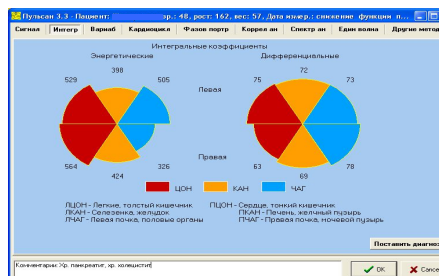 Пульсан 3.3 - Пациент: зр.: 48, рост: 162, вес: 57, Дата измер.: снижение функции п...
Сигнал Интегр Вариаб Кардиоцикл Фазов портр Коррел ан Спектр ан Един волна Другие метод
Интегральные коэффициенты
Энергетические Дифференциальные
398 72
529 505 75 73
Левая
Правая
564 326 63 78
424 69
ЦОН КАН ЧАГ
ЛЦОН - Легкие, толстый кишечник ПЦОН - Сердце, тонкий кишечник
ЛКАН - Селезенка, желудок ПКАН - Печень, желчный пузырь
ЛЧАГ - Левая почка, половые органы ПЧАГ - Правая почка, мочевой пузырь
Поставить диагноз
Комментарии: Хр. панкреатит, хр. холецистит
OK Cance